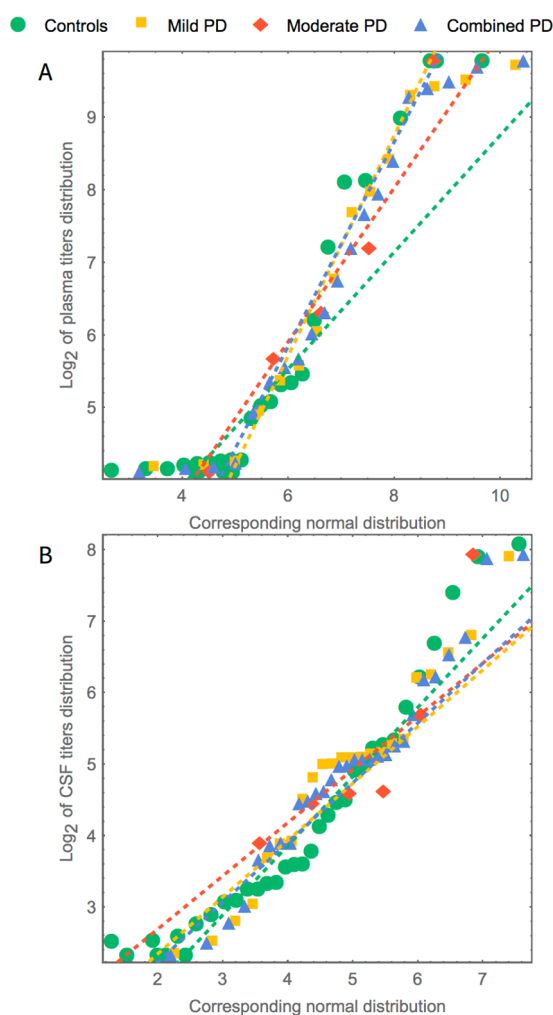 Controls Mild PD Moderate PD Combined PD
A
Log2 of plasma titers distribution
9
8
7
6
5
4 6 8 10
Corresponding normal distribution
B
Log2 of CSF titers distribution
8
7
6
5
4
3
2 3 4 5 6 7
Corresponding normal distribution